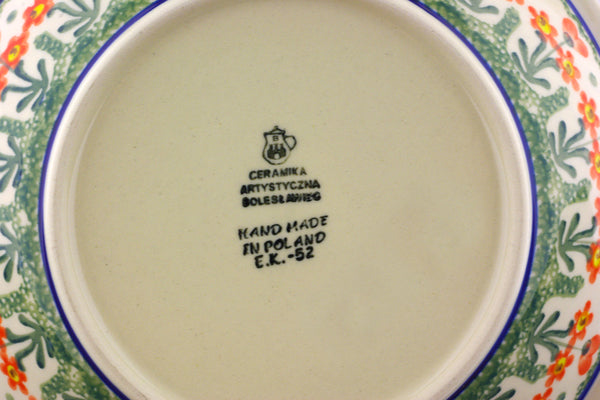 B
CERAMIKA
ARTYSTYCZNA
BOLESŁAWIEC
HAND MADE
IN POLAND
E.K.-52